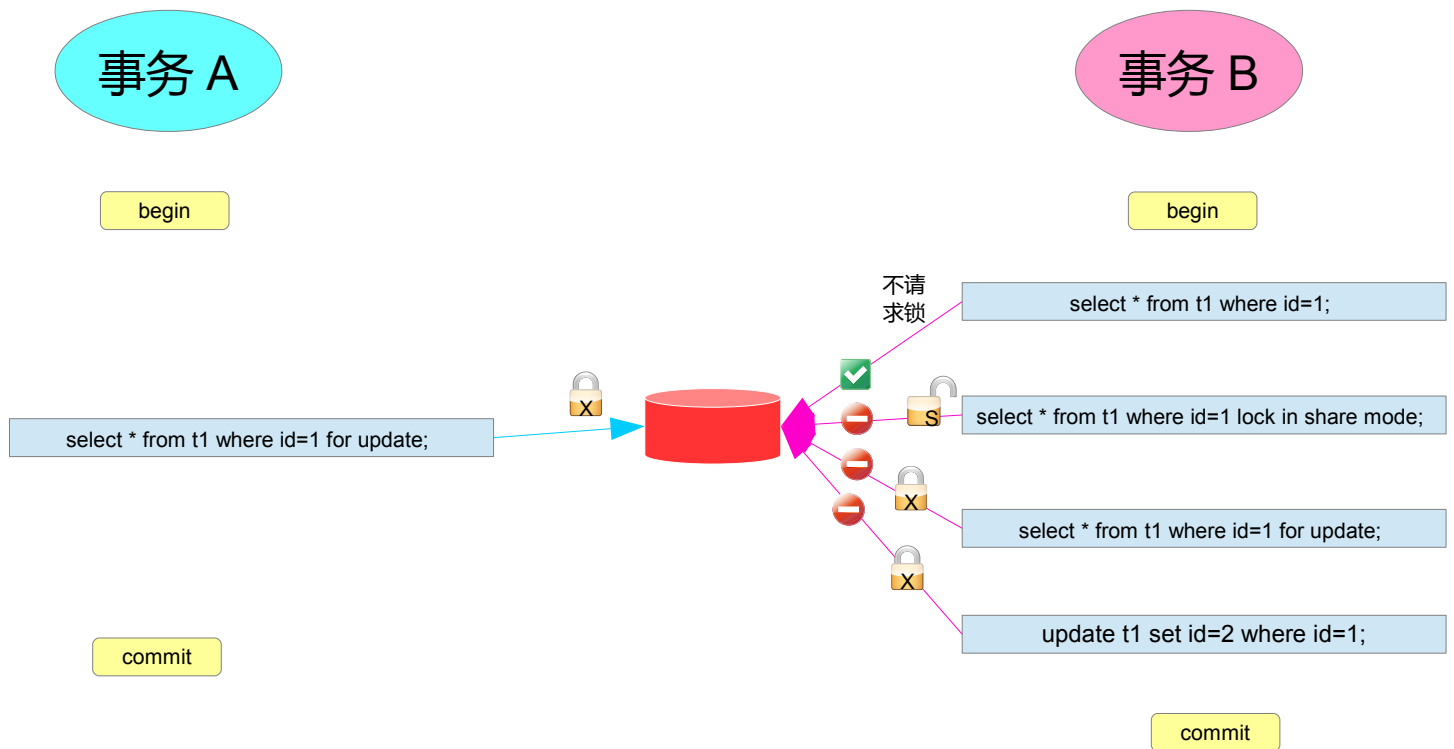 事务 A
事务 B
begin
begin
不请
求锁
select * from t1 where id=1;
X
S
select * from t1 where id=1 lock in share mode;
select * from t1 where id=1 for update;
X
select * from t1 where id=1 for update;
X
update t1 set id=2 where id=1;
commit
commit